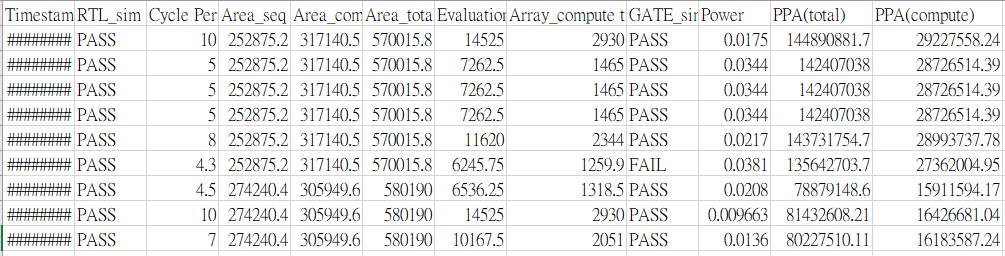 Timestam RTL_sim Cycle Per Area_seq Area_com Area_tota Evaluation Array_compute t GATE_sin Power PPA(total) PPA(compute)
######## PASS 10 252875.2 317140.5 570015.8 14525 2930 PASS 0.0175 144890881.7 29227558.24
######## PASS 5 252875.2 317140.5 570015.8 7262.5 1465 PASS 0.0344 142407038 28726514.39
######## PASS 5 252875.2 317140.5 570015.8 7262.5 1465 PASS 0.0344 142407038 28726514.39
######## PASS 5 252875.2 317140.5 570015.8 7262.5 1465 PASS 0.0344 142407038 28726514.39
######## PASS 8 252875.2 317140.5 570015.8 11620 2344 PASS 0.0217 143731754.7 28993737.78
######## PASS 4.3 252875.2 317140.5 570015.8 6245.75 1259.9 FAIL 0.0381 135642703.7 27362004.95
######## PASS 4.5 274240.4 305949.6 580190 6536.25 1318.5 PASS 0.0208 78879148.6 15911594.17
######## PASS 10 274240.4 305949.6 580190 14525 2930 PASS 0.009663 81432608.21 16426681.04
######## PASS 7 274240.4 305949.6 580190 10167.5 2051 PASS 0.0136 80227510.11 16183587.24